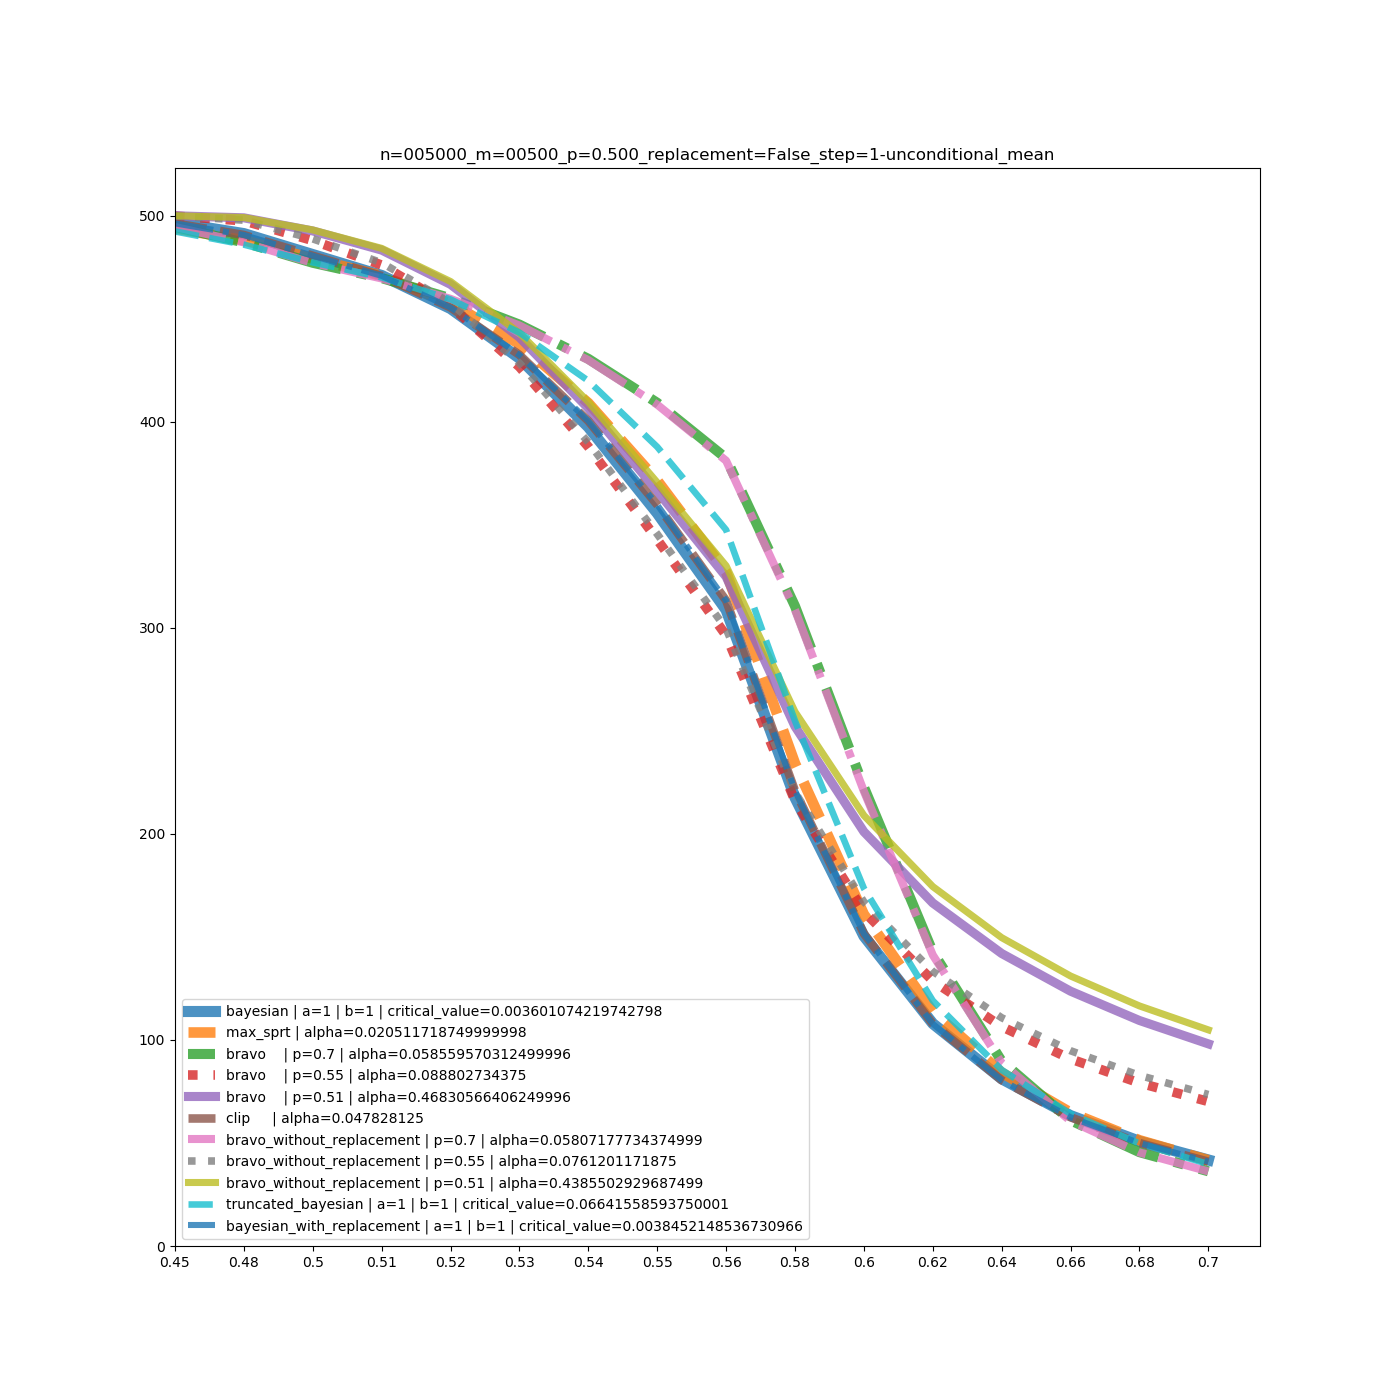 n=005000_m=00500_p=0.500_replacement=False_step=1-unconditional_mean
500
400
300
200
100
0
bayesian | a=1 | b=1 | critical_value=0.003601074219742798
max_sprt | alpha=0.020511718749999998
bravo    | p=0.7 | alpha=0.058559570312499996
bravo    | p=0.55 | alpha=0.088802734375
bravo    | p=0.51 | alpha=0.46830566406249996
clip     | alpha=0.047828125
bravo_without_replacement | p=0.7 | alpha=0.05807177734374999
bravo_without_replacement | p=0.55 | alpha=0.0761201171875
bravo_without_replacement | p=0.51 | alpha=0.4385502929687499
truncated_bayesian | a=1 | b=1 | critical_value=0.06641558593750001
bayesian_with_replacement | a=1 | b=1 | critical_value=0.0038452148536730966
0.45 0.48 0.5 0.51 0.52 0.53 0.54 0.55 0.56 0.58 0.6 0.62 0.64 0.66 0.68 0.7